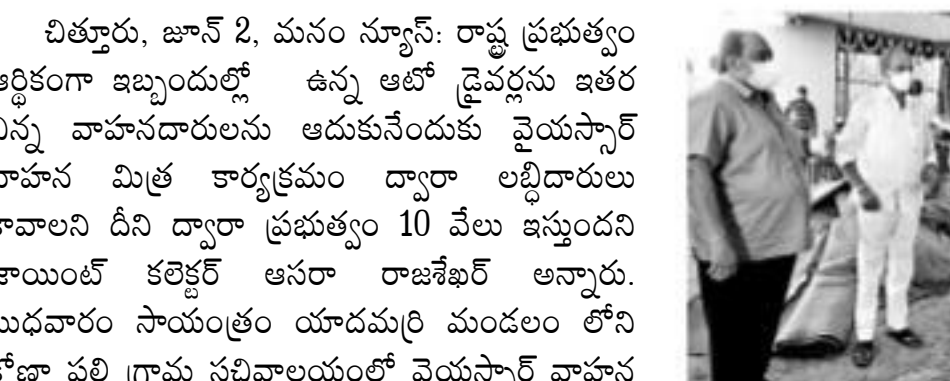 చిత్తూరు, జూన్ 2, మనం న్యూస్: రాష్ట్ర ప్రభుత్వం
ఆర్థికంగా ఇబ్బందుల్లో ఉన్న ఆటో డ్రైవర్లను ఇతర
చిన్న వాహనదారులను ఆదుకునేందుకు వైయస్సార్
వాహన మిత్ర కార్యక్రమం ద్వారా లబ్ధిదారులు
కావాలని దీని ద్వారా ప్రభుత్వం 10 వేలు ఇస్తుందని
జాయింట్ కలెక్టర్ ఆసరా రాజశేఖర్ అన్నారు.
బుధవారం సాయంత్రం యాదమర్రి మండలం లోని
గ్రామ సచివాలయంలో వైయస్సార్ వాహన